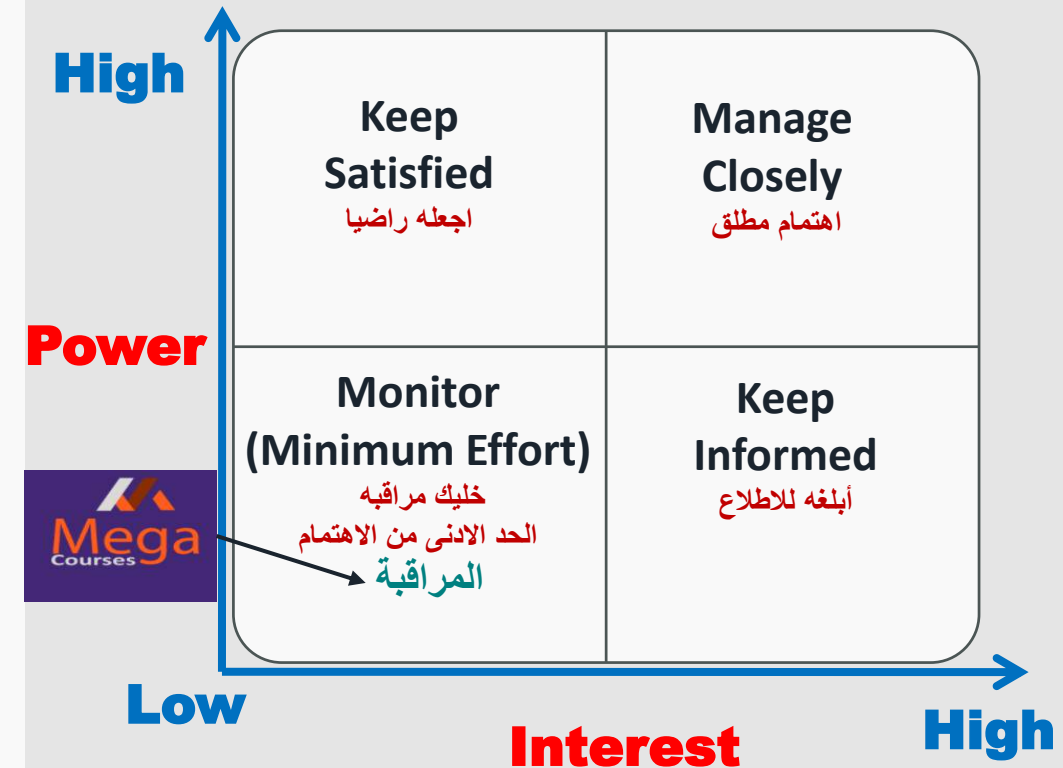 High
Keep
Satisfied
اجعله راضيا
Manage
Closely
اهتمام مطلق
Power
Monitor
(Minimum Effort)
خليك مراقبه
الحد الادنى من الاهتمام
المراقبة
Keep
Informed
أبلغه للاطلاع
Mega
Courses
Low
Interest
High